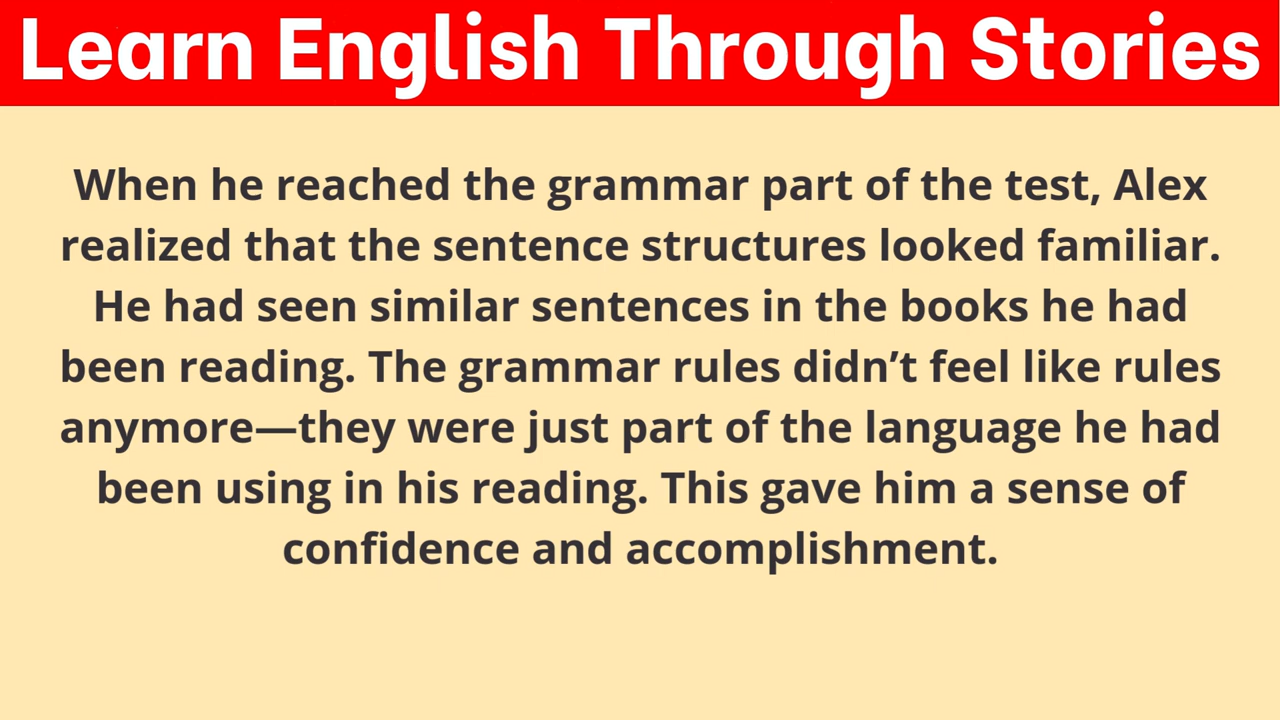 Learn English Through Stories
When he reached the grammar part of the test, Alex
realized that the sentence structures looked familiar.
He had seen similar sentences in the books he had
been reading. The grammar rules didn’t feel like rules
anymore—they were just part of the language he had
been using in his reading. This gave him a sense of
confidence and accomplishment.